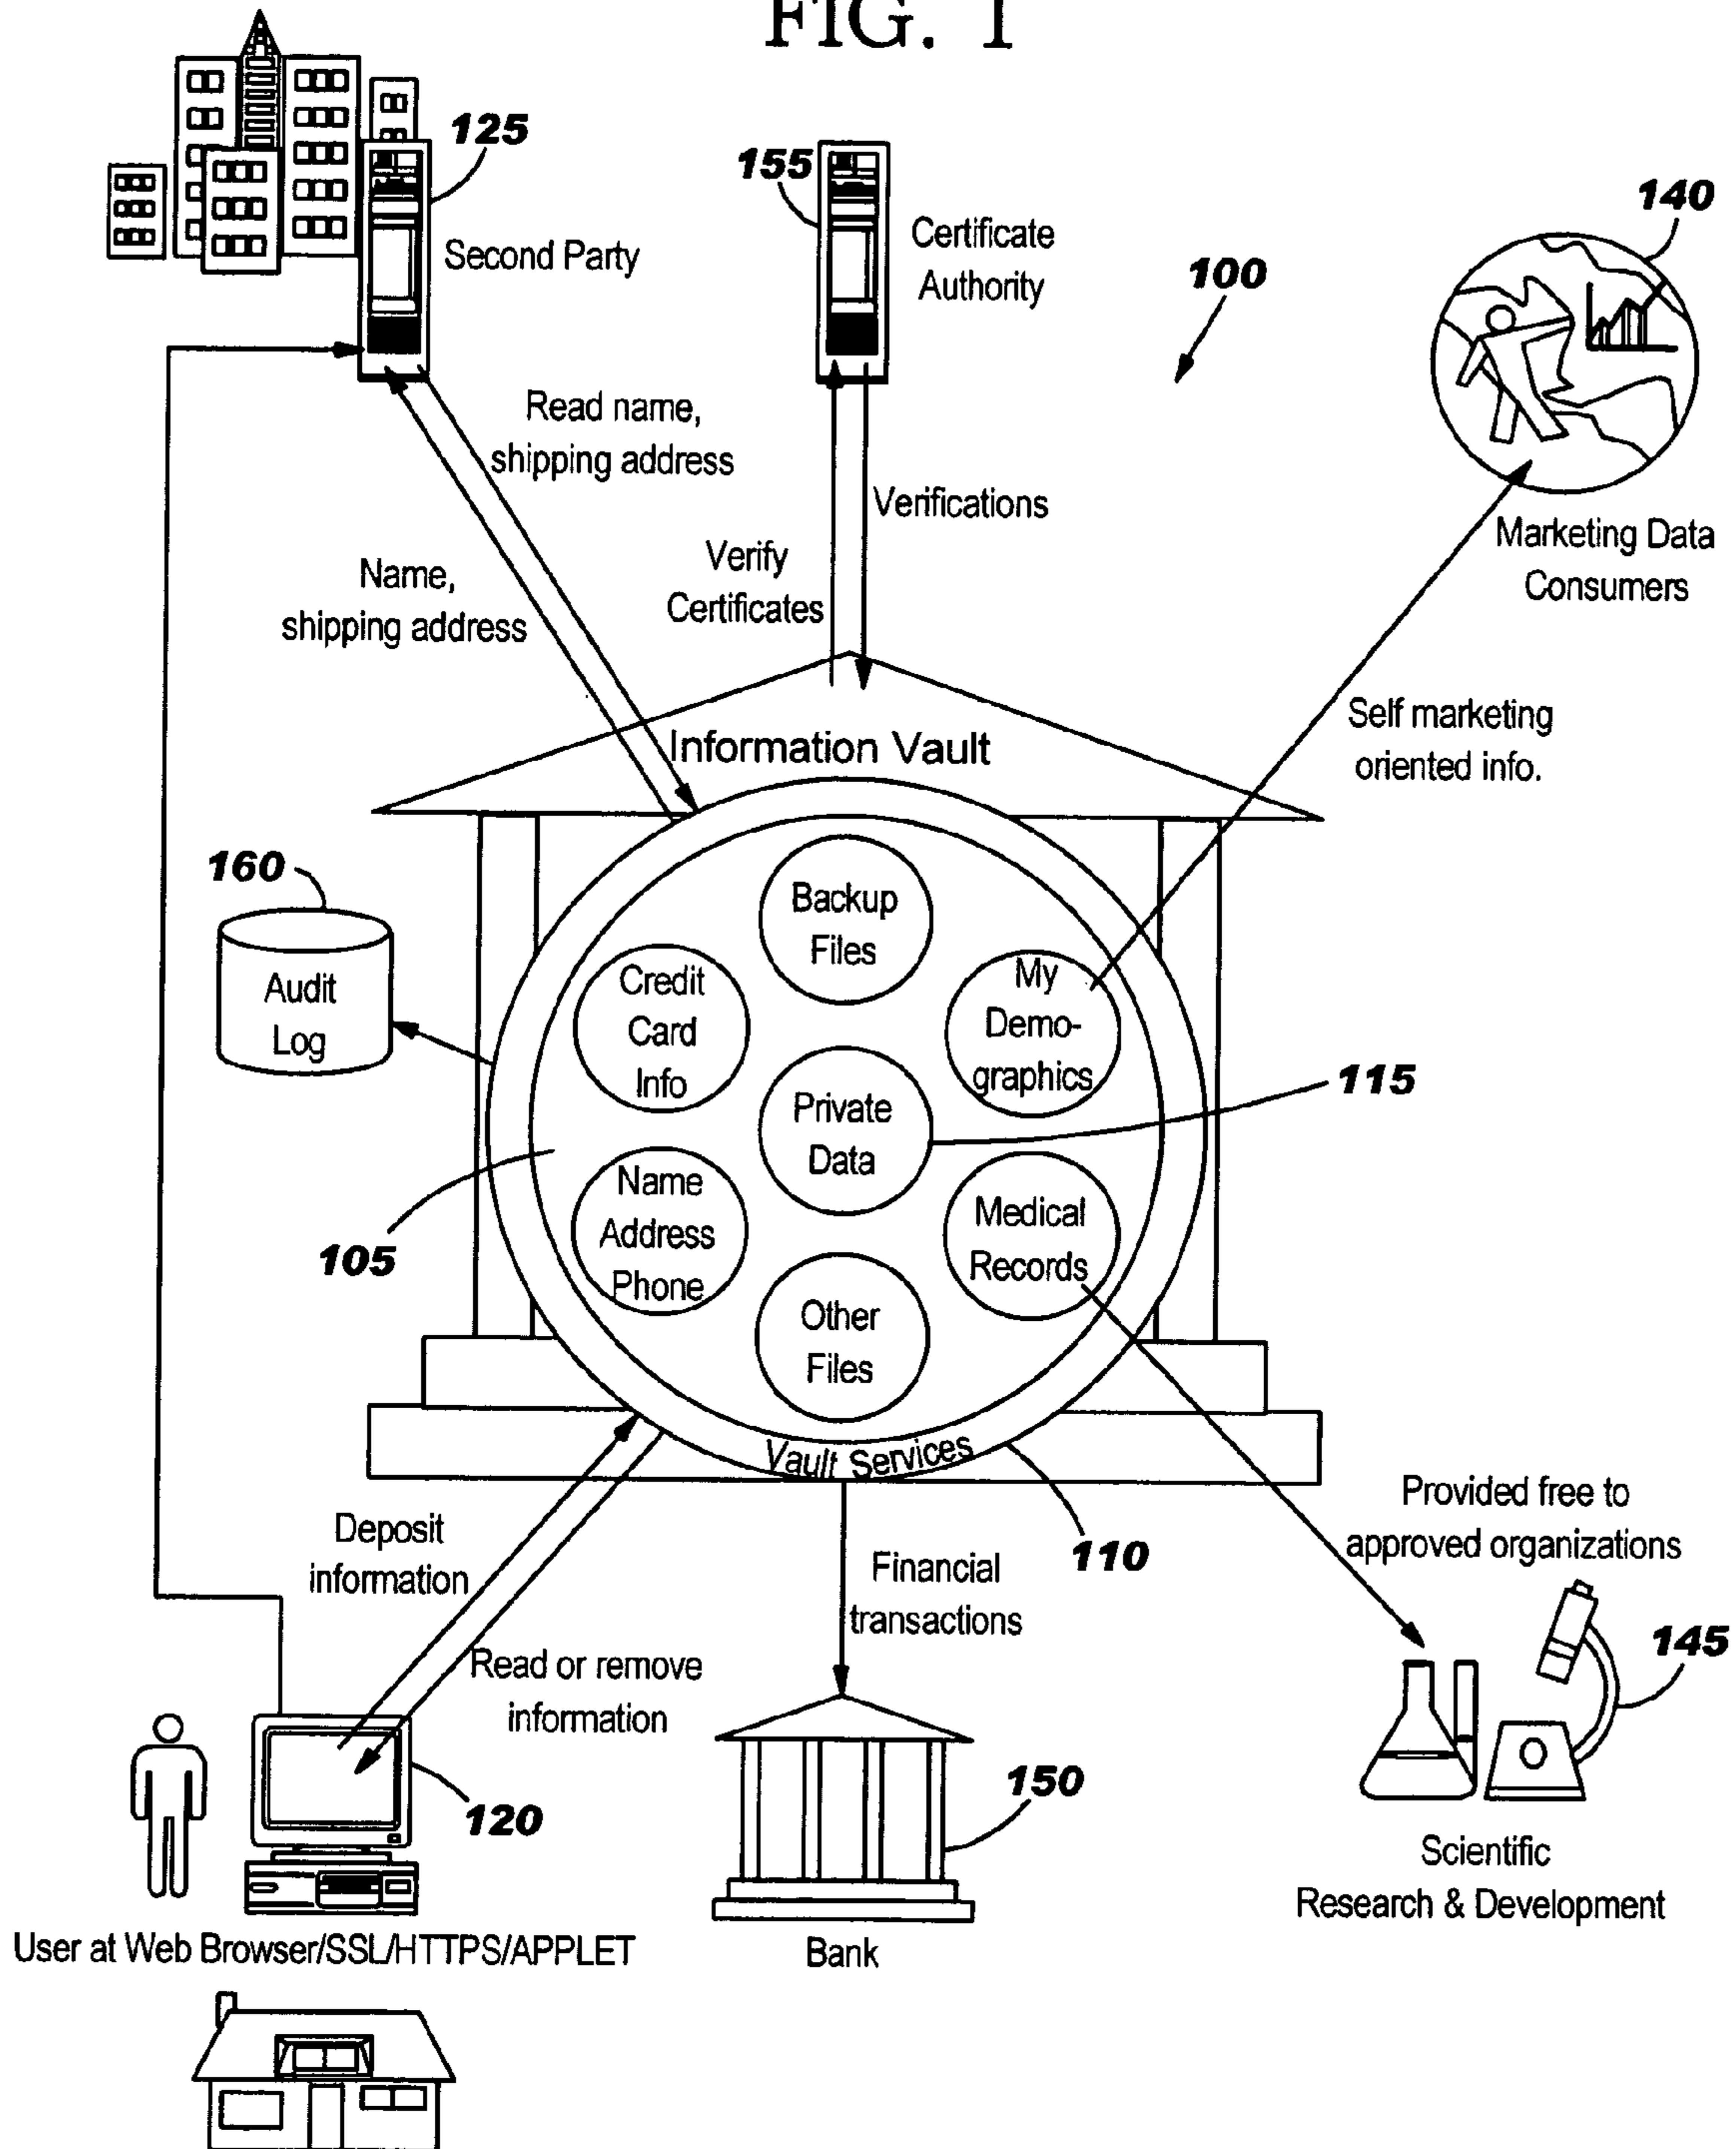 FIG. 1
125
155
140
Second Party
Certificate
Authority
100
Read name,
shipping address
Verifications
Marketing Data
Consumers
Verify
Certificates
Name,
shipping address
Self marketing
oriented info.
Information Vault
160
Audit
Log
Backup
Files
Credit
Card
Info
My
Demo-
graphics
115
Private
Data
Name
Address
Phone
105
Medical
Records
Other
Files
Vault Services
110
Deposit
information
Financial
transactions
Provided free to
approved organizations
145
Read or remove
information
120
150
Scientific
Research & Development
User at Web Browser/SSL/HTTPS/APPLET
Bank